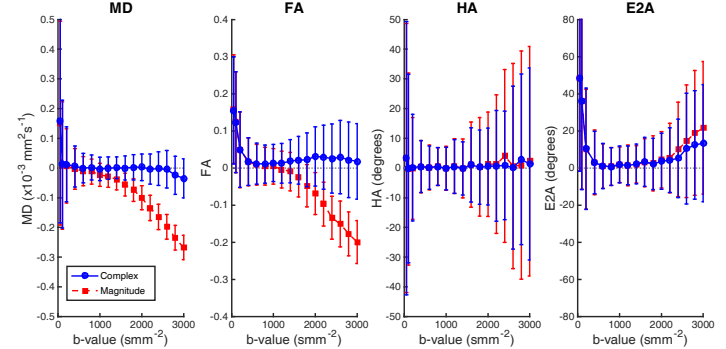 MD
FA
HA
E2A
0.5
0.4
0.3
0.2
0.1
0
-0.1
-0.2
-0.3
-0.4
-0.5
MD (x10-3 mm2s-1)
0 1000 2000 3000
b-value (smm-2)
Complex
Magnitude
0.4
0.3
0.2
0.1
0
-0.1
-0.2
-0.3
-0.4
FA
0 1000 2000 3000
b-value (smm-2)
50
40
30
20
10
0
-10
-20
-30
-40
-50
HA (degrees)
0 1000 2000 3000
b-value (smm-2)
80
60
40
20
0
-20
-40
-60
-80
E2A (degrees)
0 1000 2000 3000
b-value (smm-2)